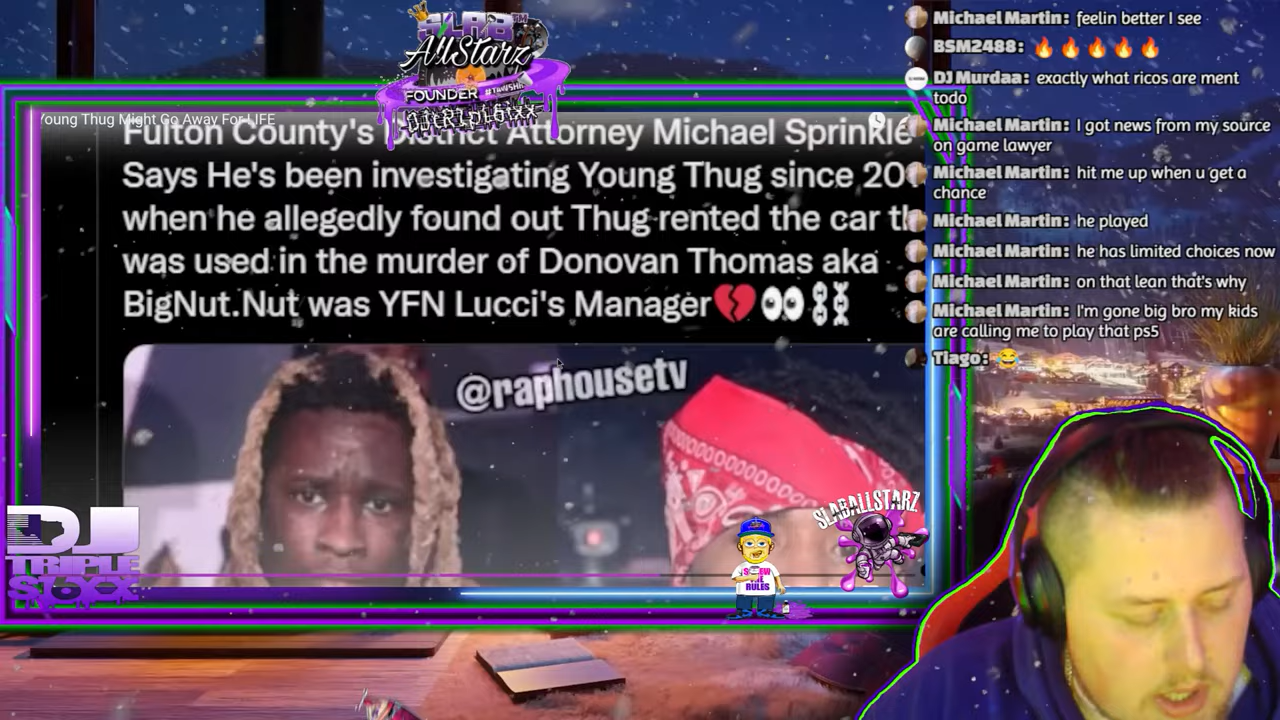 SLAB™
AllStarz
FOUNDER
DJTRIPL6IXX
Young Thug Might Go Away For LIFE
Fulton County's District Attorney Michael Sprinkle
Says He's been investigating Young Thug since 20
when he allegedly found out Thug rented the car th
was used in the murder of Donovan Thomas aka
BigNut.Nut was YFN Lucci's Manager💔👀⛓️
@raphousetv
SLABALLSTARZ
THE
RULES
DJ
TRIPLE
SIXX
Michael Martin: feelin better I see
BSM2488: 🔥🔥🔥🔥🔥
DJ Murdaa: exactly what ricos are ment
todo
Michael Martin: I got news from my source
on game lawyer
Michael Martin: hit me up when u get a
chance
Michael Martin: he played
Michael Martin: he has limited choices now
Michael Martin: on that lean that's why
Michael Martin: I'm gone big bro my kids
are calling me to play that ps5
Tiago: 😂